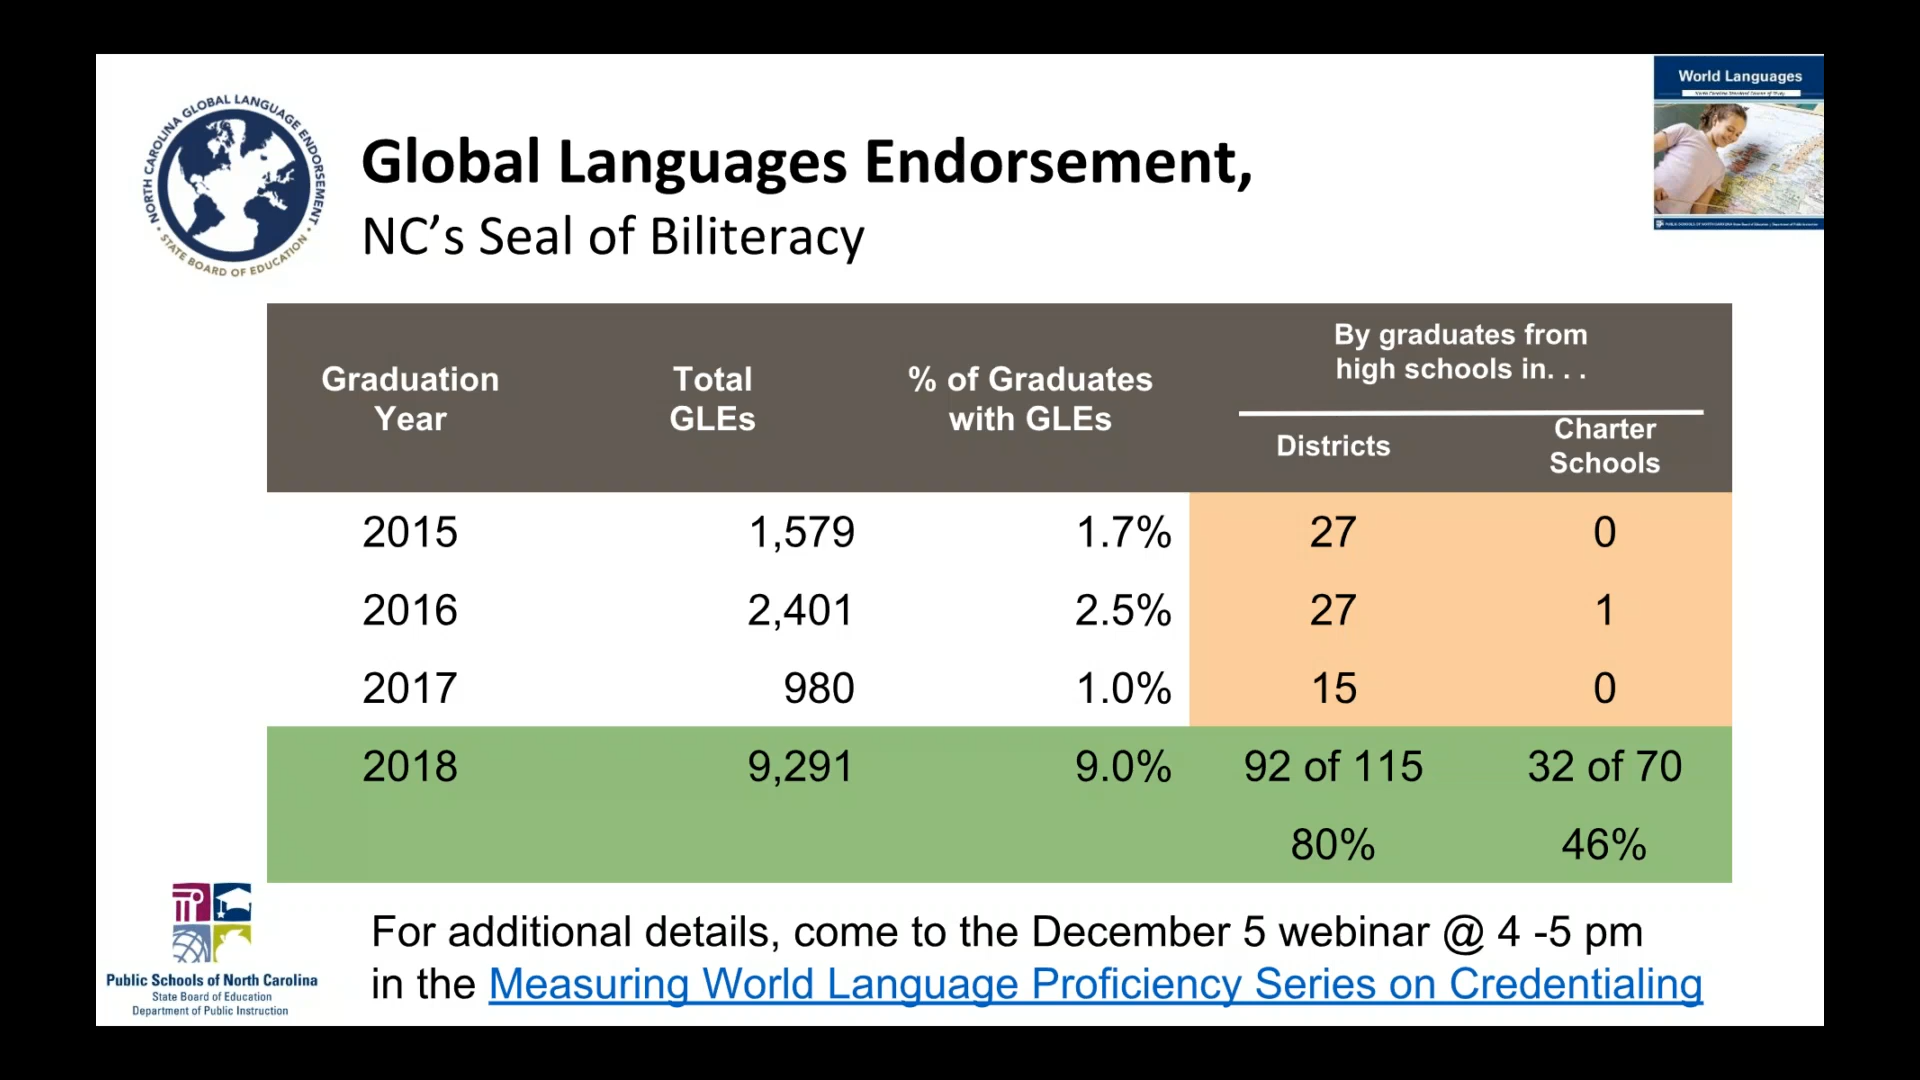 NORTH CAROLINA GLOBAL LANGUAGE ENDORSEMENT
• STATE BOARD OF EDUCATION •
Global Languages Endorsement,
NC’s Seal of Biliteracy
World Languages
Graduation Year
Total GLEs
% of Graduates with GLEs
By graduates from
high schools in. . .
Districts
Charter Schools
2015 1,579 1.7% 27 0
2016 2,401 2.5% 27 1
2017 980 1.0% 15 0
2018 9,291 9.0% 92 of 115 32 of 70
80% 46%
Public Schools of North Carolina
State Board of Education
Department of Public Instruction
For additional details, come to the December 5 webinar @ 4 -5 pm
in the Measuring World Language Proficiency Series on Credentialing